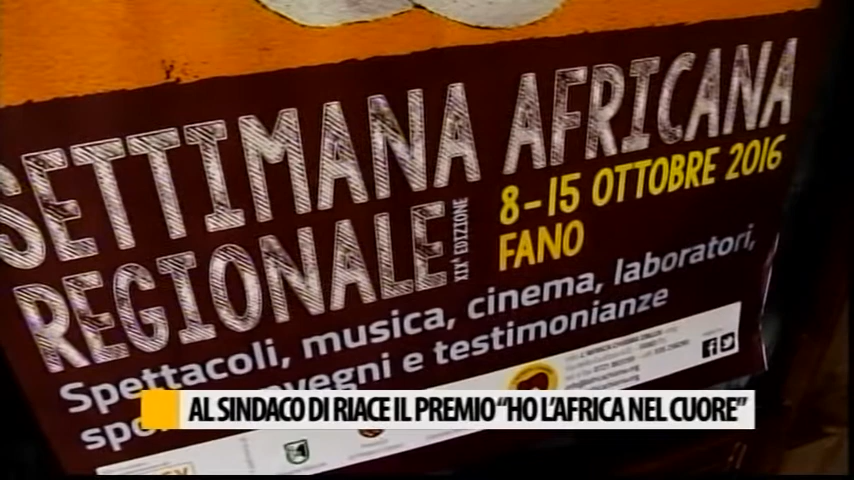 SETTIMANA AFRICANA
REGIONALE
XIXª EDIZIONE
8-15 OTTOBRE 2016
FANO
Spettacoli, musica, cinema, laboratori,
convegni e testimonianze
AL SINDACO DI RIACE IL PREMIO "HO L'AFRICA NEL CUORE"